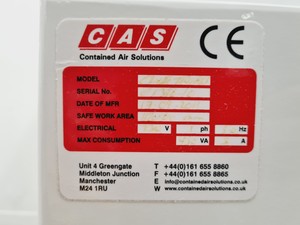 CAS CE
Contained Air Solutions
MODEL
SERIAL No.
DATE OF MFR
SAFE WORK AREA
ELECTRICAL V ph Hz
MAX CONSUMPTION VA A
Unit 4 Greengate T +44(0)161 655 8860
Middleton Junction F +44(0)161 655 8865
Manchester E info@containedairsolutions.co.uk
M24 1RU W www.containedairsolutions.co.uk